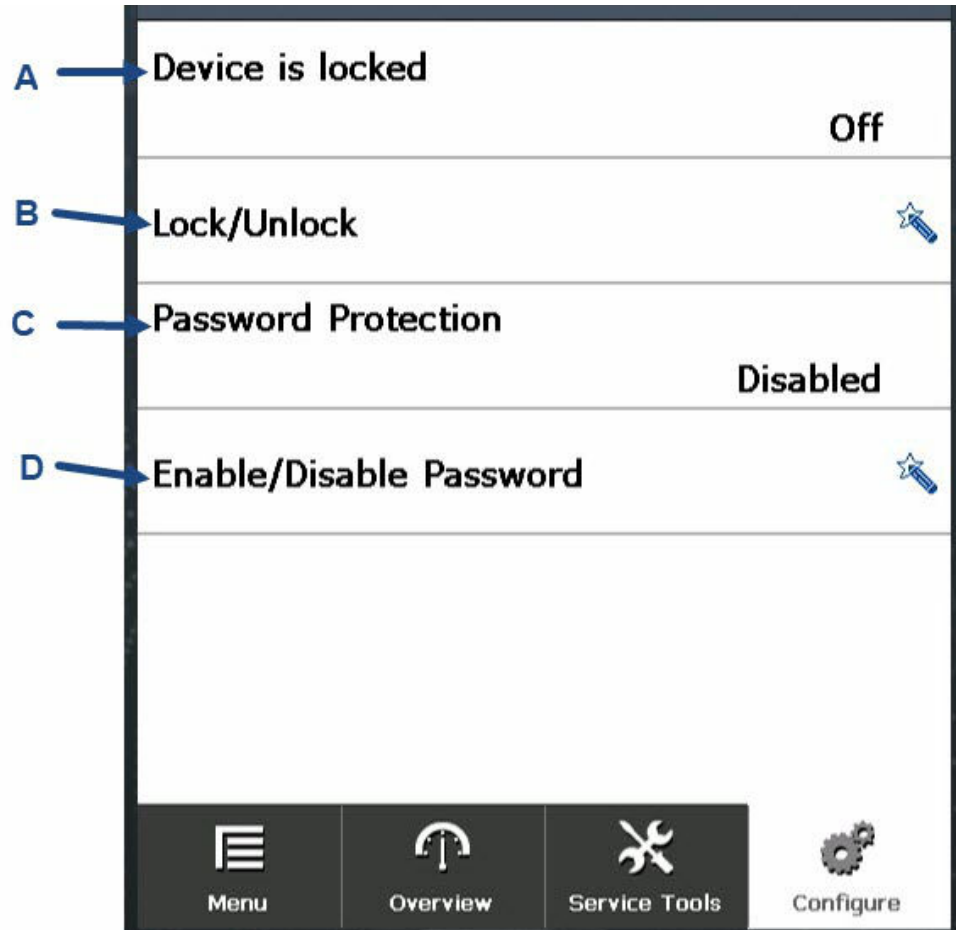 A
Device is locked
Off
B
Lock/Unlock
C
Password Protection
Disabled
D
Enable/Disable Password
Menu
Overview
Service Tools
Configure